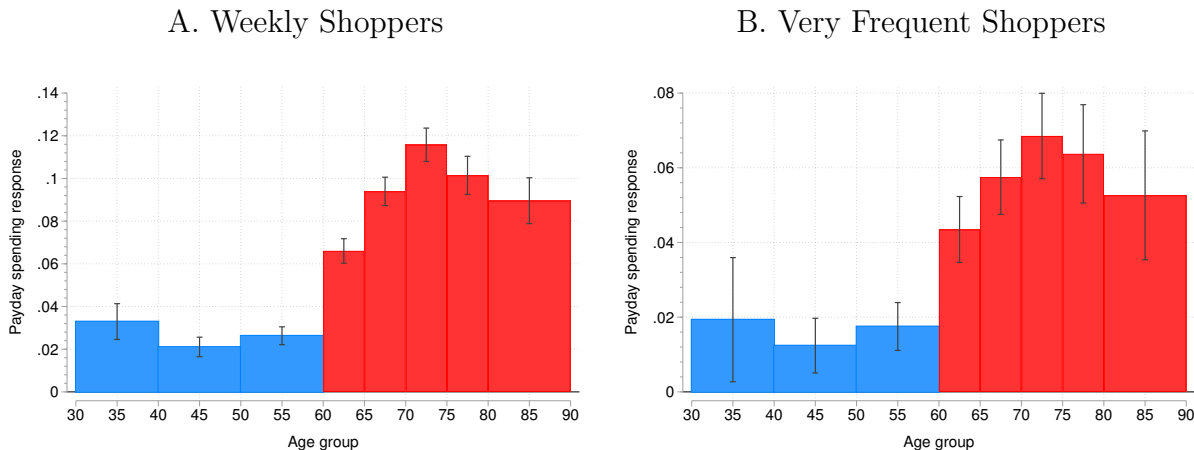 A. Weekly Shoppers
Payday spending response
.14
.12
.1
.08
.06
.04
.02
0
30 35 40 45 50 55 60 65 70 75 80 85 90
Age group
B. Very Frequent Shoppers
Payday spending response
.08
.06
.04
.02
0
30 35 40 45 50 55 60 65 70 75 80 85 90
Age group